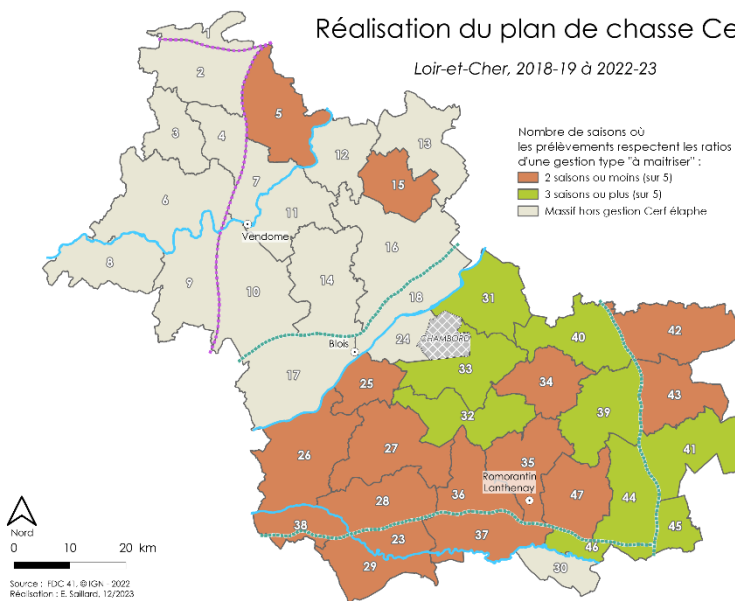 Réalisation du plan de chasse Ce
Loir-et-Cher, 2018-19 à 2022-23
Nombre de saisons où
les prélèvements respectent les ratios
d'une gestion type "à maîtriser" :
2 saisons ou moins (sur 5)
3 saisons ou plus (sur 5)
Massif hors gestion Cerf élaphe
1
2
5
3
4
12
13
7
15
6
11
Vendome
16
8
9
10
14
18
31
24
CHAMBORD
40
42
Blois
33
17
25
34
43
32
39
26
27
35
41
Romorantin
Lanthenay
28
36
47
44
38
23
37
46
45
29
30
Nord
0 10 20 km
Source : FDC 41, @IGN - 2022
Réalisation : E. Saillard, 12/2023